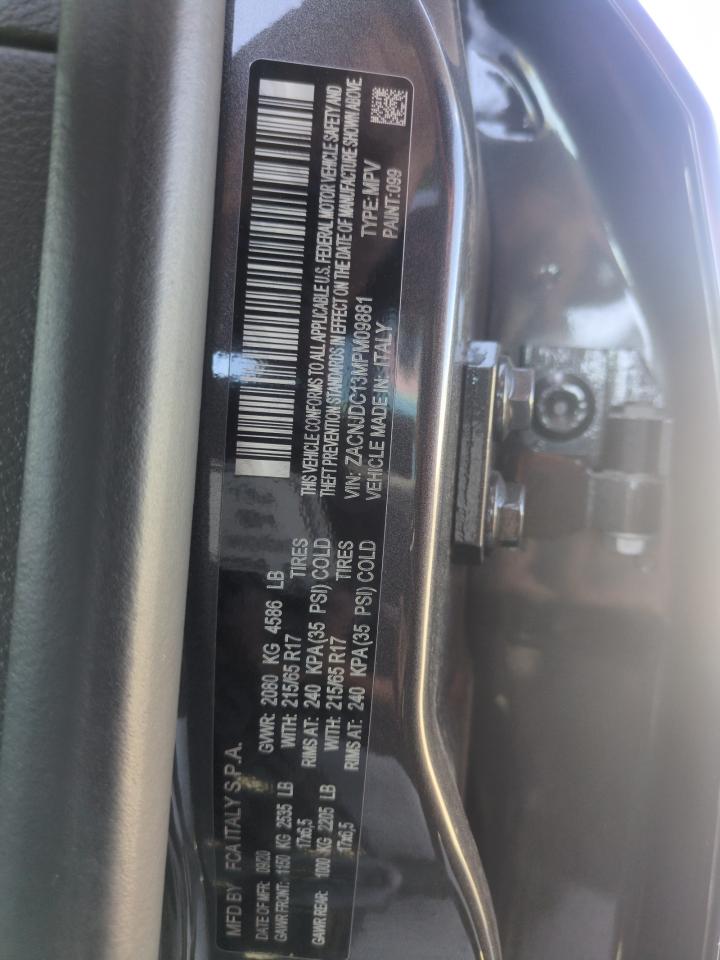 MFD BY FCA ITALY S.P.A.
DATE OF MFR: 09/20 GVWR: 2080 KG 4586 LB
GAWR FRONT: 1150 KG 2535 LB WITH: 215/65 R17 TIRES
17x6,5 RIMS AT: 240 KPA(35 PSI) COLD
GAWR REAR: 1000 KG 2205 LB WITH: 215/65 R17 TIRES
17x6,5 RIMS AT: 240 KPA(35 PSI) COLD
THIS VEHICLE CONFORMS TO ALL APPLICABLE U.S. FEDERAL MOTOR VEHICLE SAFETY AND
THEFT PREVENTION STANDARDS IN EFFECT ON THE DATE OF MANUFACTURE SHOWN ABOVE.
VIN: ZACNJDC13MPM09881 TYPE: MPV
VEHICLE MADE IN: ITALY PAINT:099